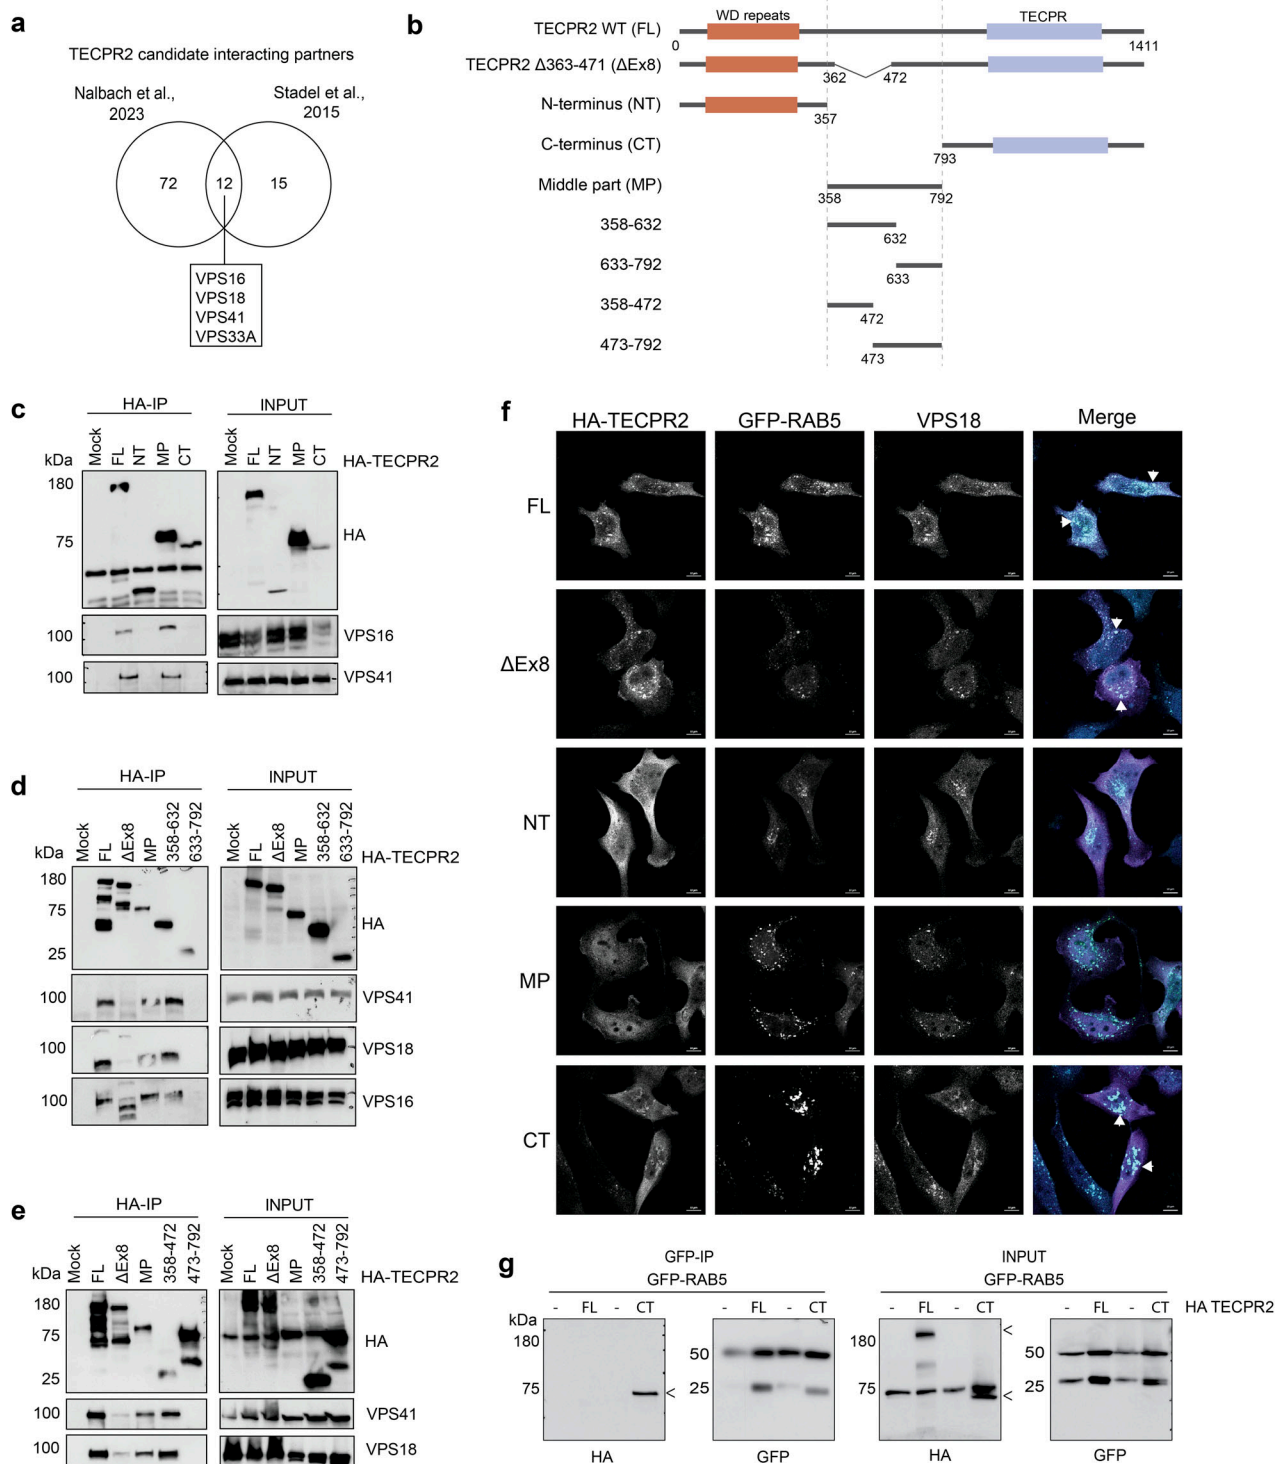 a
TECPR2 candidate interacting partners
Nalbach et al.,
2023
Stadel et al.,
2015
72
12
15
VPS16
VPS18
VPS41
VPS33A
b
WD repeats
TECPR
TECPR2 WT (FL)
0
1411
TECPR2 Δ363-471 (ΔEx8)
362
472
N-terminus (NT)
357
C-terminus (CT)
793
Middle part (MP)
358
792
358-632
632
633-792
633
358-472
472
473-792
473
c
HA-IP
INPUT
kDa
Mock
FL
NT
MP
CT
Mock
FL
NT
MP
CT
HA-TECPR2
180
75
HA
100
VPS16
100
VPS41
d
HA-IP
INPUT
kDa
Mock
FL
ΔEx8
MP
358-632
633-792
Mock
FL
ΔEx8
MP
358-632
633-792
HA-TECPR2
180
75
25
HA
100
VPS41
100
VPS18
100
VPS16
e
HA-IP
INPUT
kDa
Mock
FL
ΔEx8
MP
358-472
473-792
Mock
FL
ΔEx8
MP
358-472
473-792
HA-TECPR2
180
75
25
HA
100
VPS41
100
VPS18
f
HA-TECPR2
GFP-RAB5
VPS18
Merge
FL
ΔEx8
NT
MP
CT
g
GFP-IP
GFP-RAB5
INPUT
GFP-RAB5
- FL - CT
- FL - CT
- FL - CT
- FL - CT
HA TECPR2
kDa
180
75
<
50
25
180
75
<
<
50
25
HA
GFP
HA
GFP